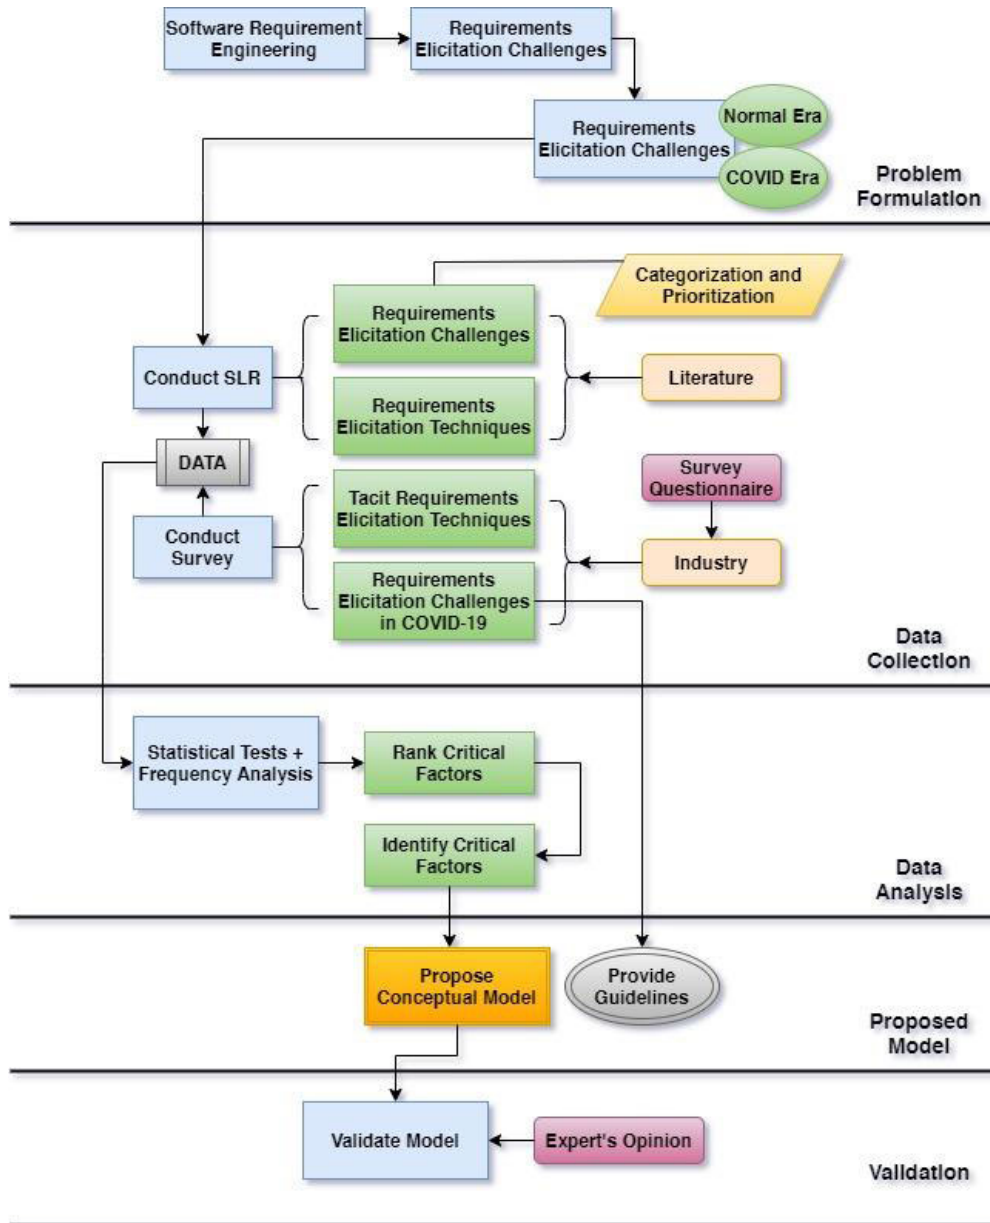 Software Requirement
Engineering
Requirements
Elicitation Challenges
Requirements
Elicitation Challenges
Normal Era
COVID Era
Problem
Formulation
Categorization and
Prioritization
Requirements
Elicitation Challenges
Conduct SLR
Literature
Requirements
Elicitation Techniques
DATA
Survey
Questionnaire
Tacit Requirements
Elicitation Techniques
Conduct
Survey
Industry
Requirements
Elicitation Challenges
in COVID-19
Data
Collection
Statistical Tests +
Frequency Analysis
Rank Critical
Factors
Identify Critical
Factors
Data
Analysis
Propose
Conceptual Model
Provide
Guidelines
Proposed
Model
Validate Model
Expert's Opinion
Validation